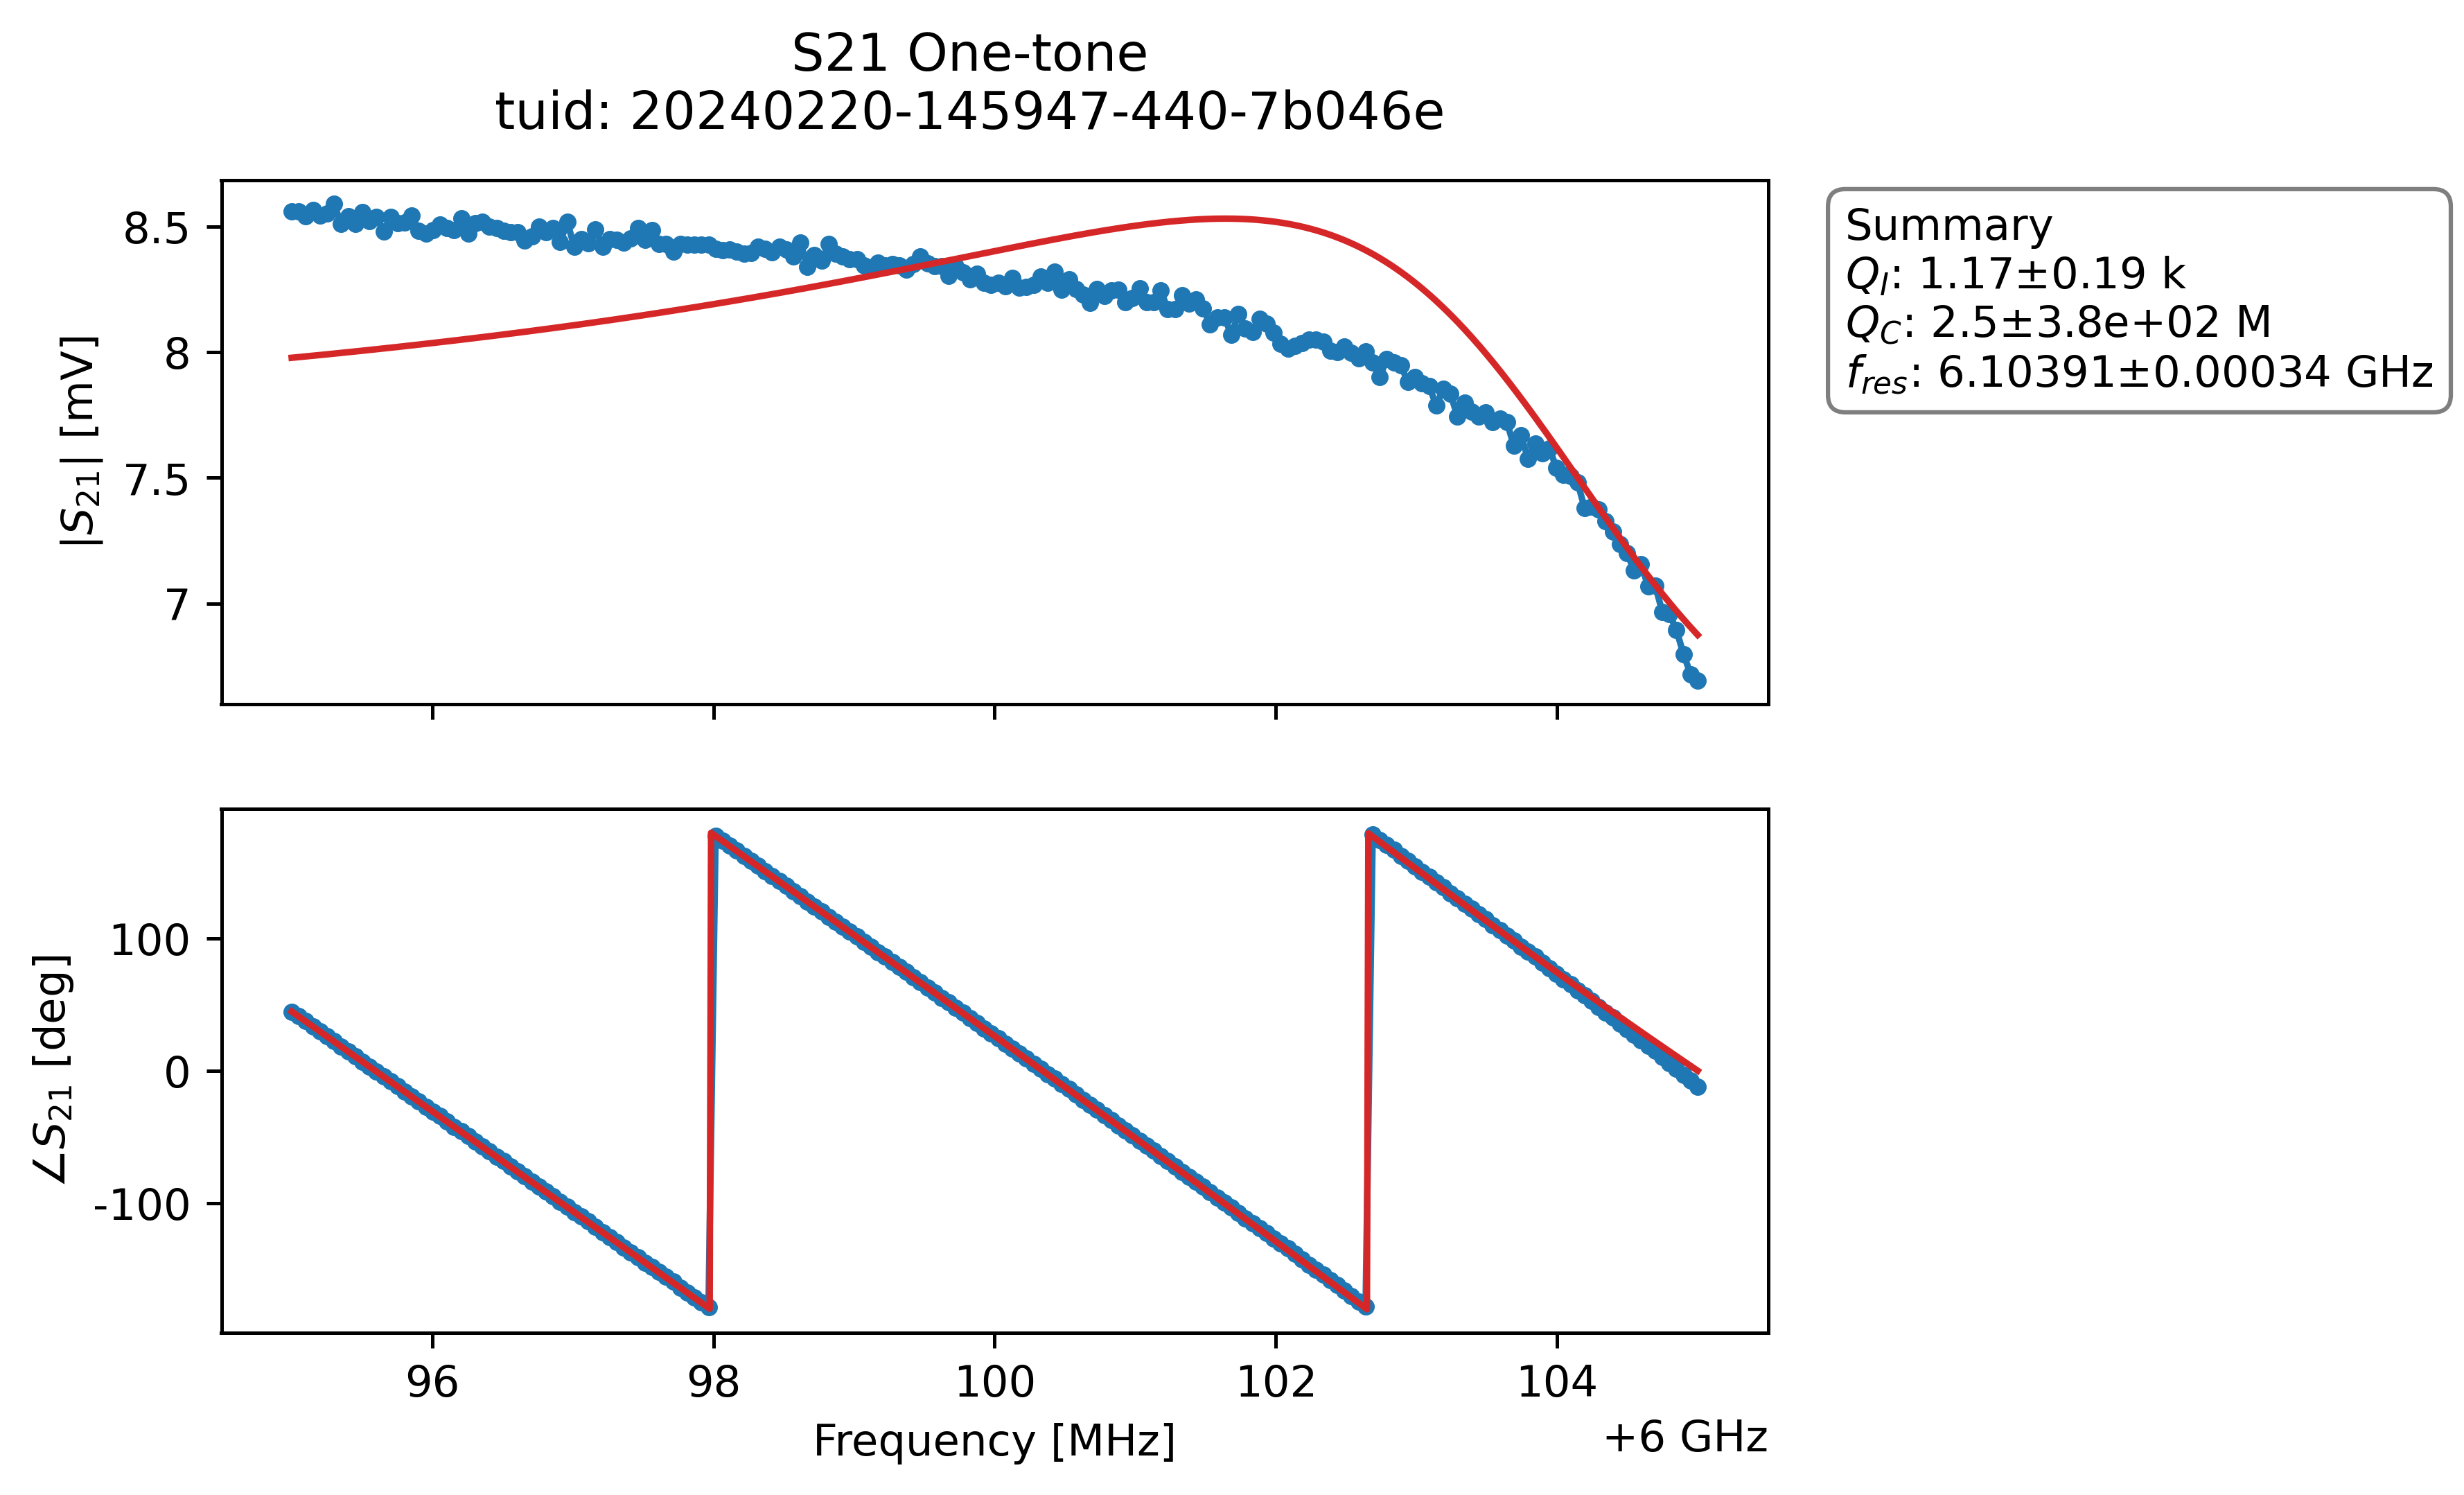 S21 One-tone
tuid: 20240220-145947-440-7b046e
8.5
8
7.5
7
|S21| [mV]
Summary
Ql: 1.17±0.19 k
QC: 2.5±3.8e+02 M
fres: 6.10391±0.00034 GHz
100
0
-100
∠S21 [deg]
96 98 100 102 104
Frequency [MHz]
+6 GHz